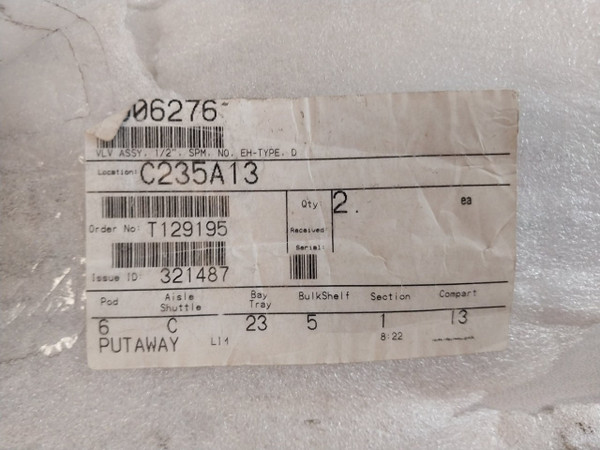 006276
VLV ASSY, 1/2", SPM, NO, EH-TYPE, D
Location: C235A13
Qty 2. ea
Order No: T129195
Received:
Serial:
Issue ID: 321487
Pod Aisle Shuttle Bay Tray BulkShelf Section Compart
6 C 23 5 1 13
PUTAWAY 8:22